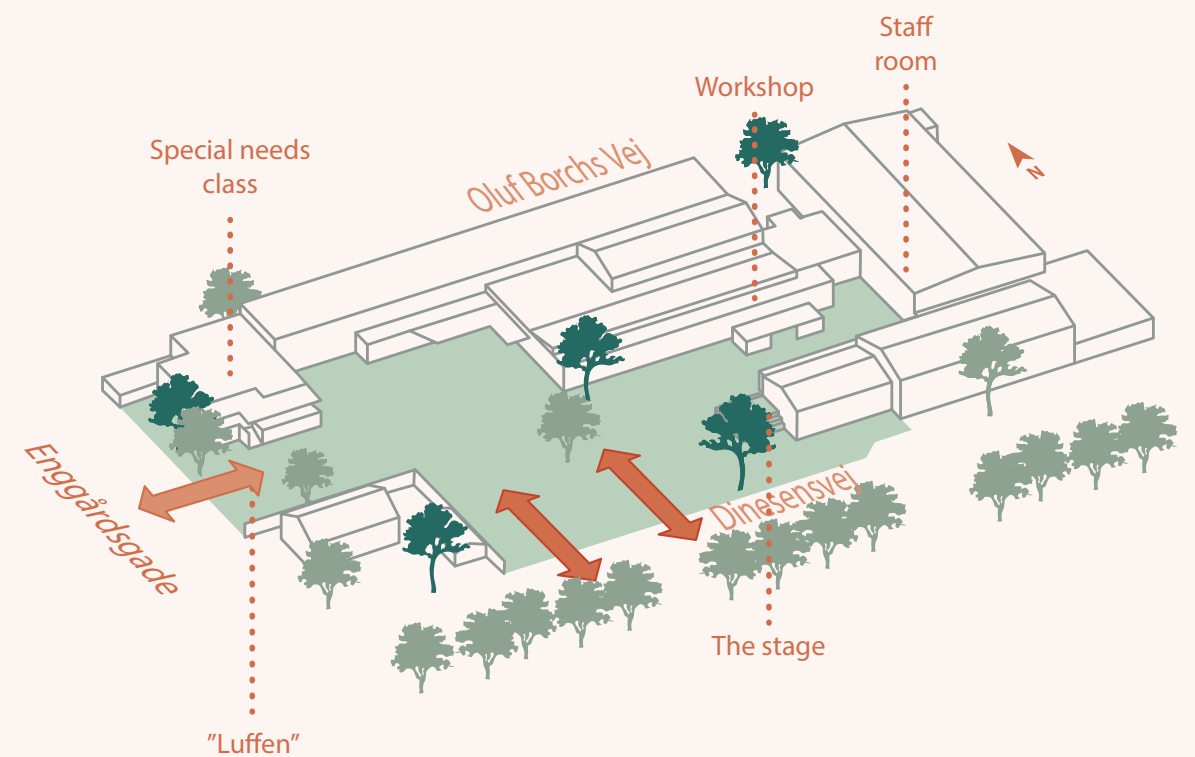 Staff
room
Workshop
Special needs
class
Oluf Borchs Vej
N
Enggårdsgade
Dinesensvej
The stage
”Luffen”